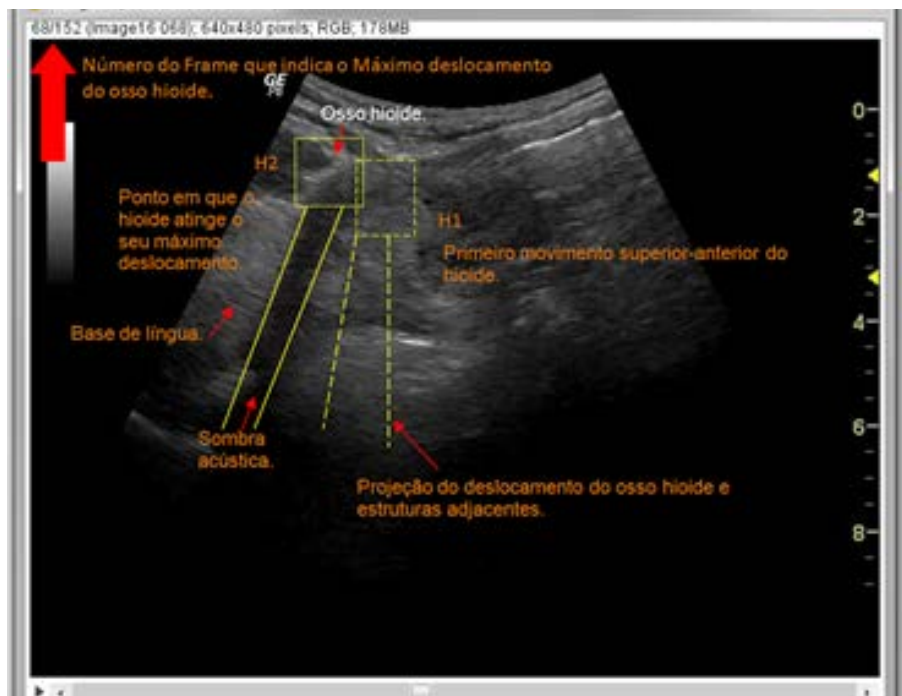 68/152 (Image16 068); 640x480 pixels; RGB; 178MB
Número do Frame que indica o Máximo deslocamento
do osso hioide.
GE
Osso hioide.
0
H2
Ponto em que o
hioide atinge o
seu máximo
deslocamento.
H1
2
Primeiro movimento superior-anterior do
hioide.
Base de língua.
4
Sombra
acústica.
6
Projeção do deslocamento do osso hioide e
estruturas adjacentes.
8